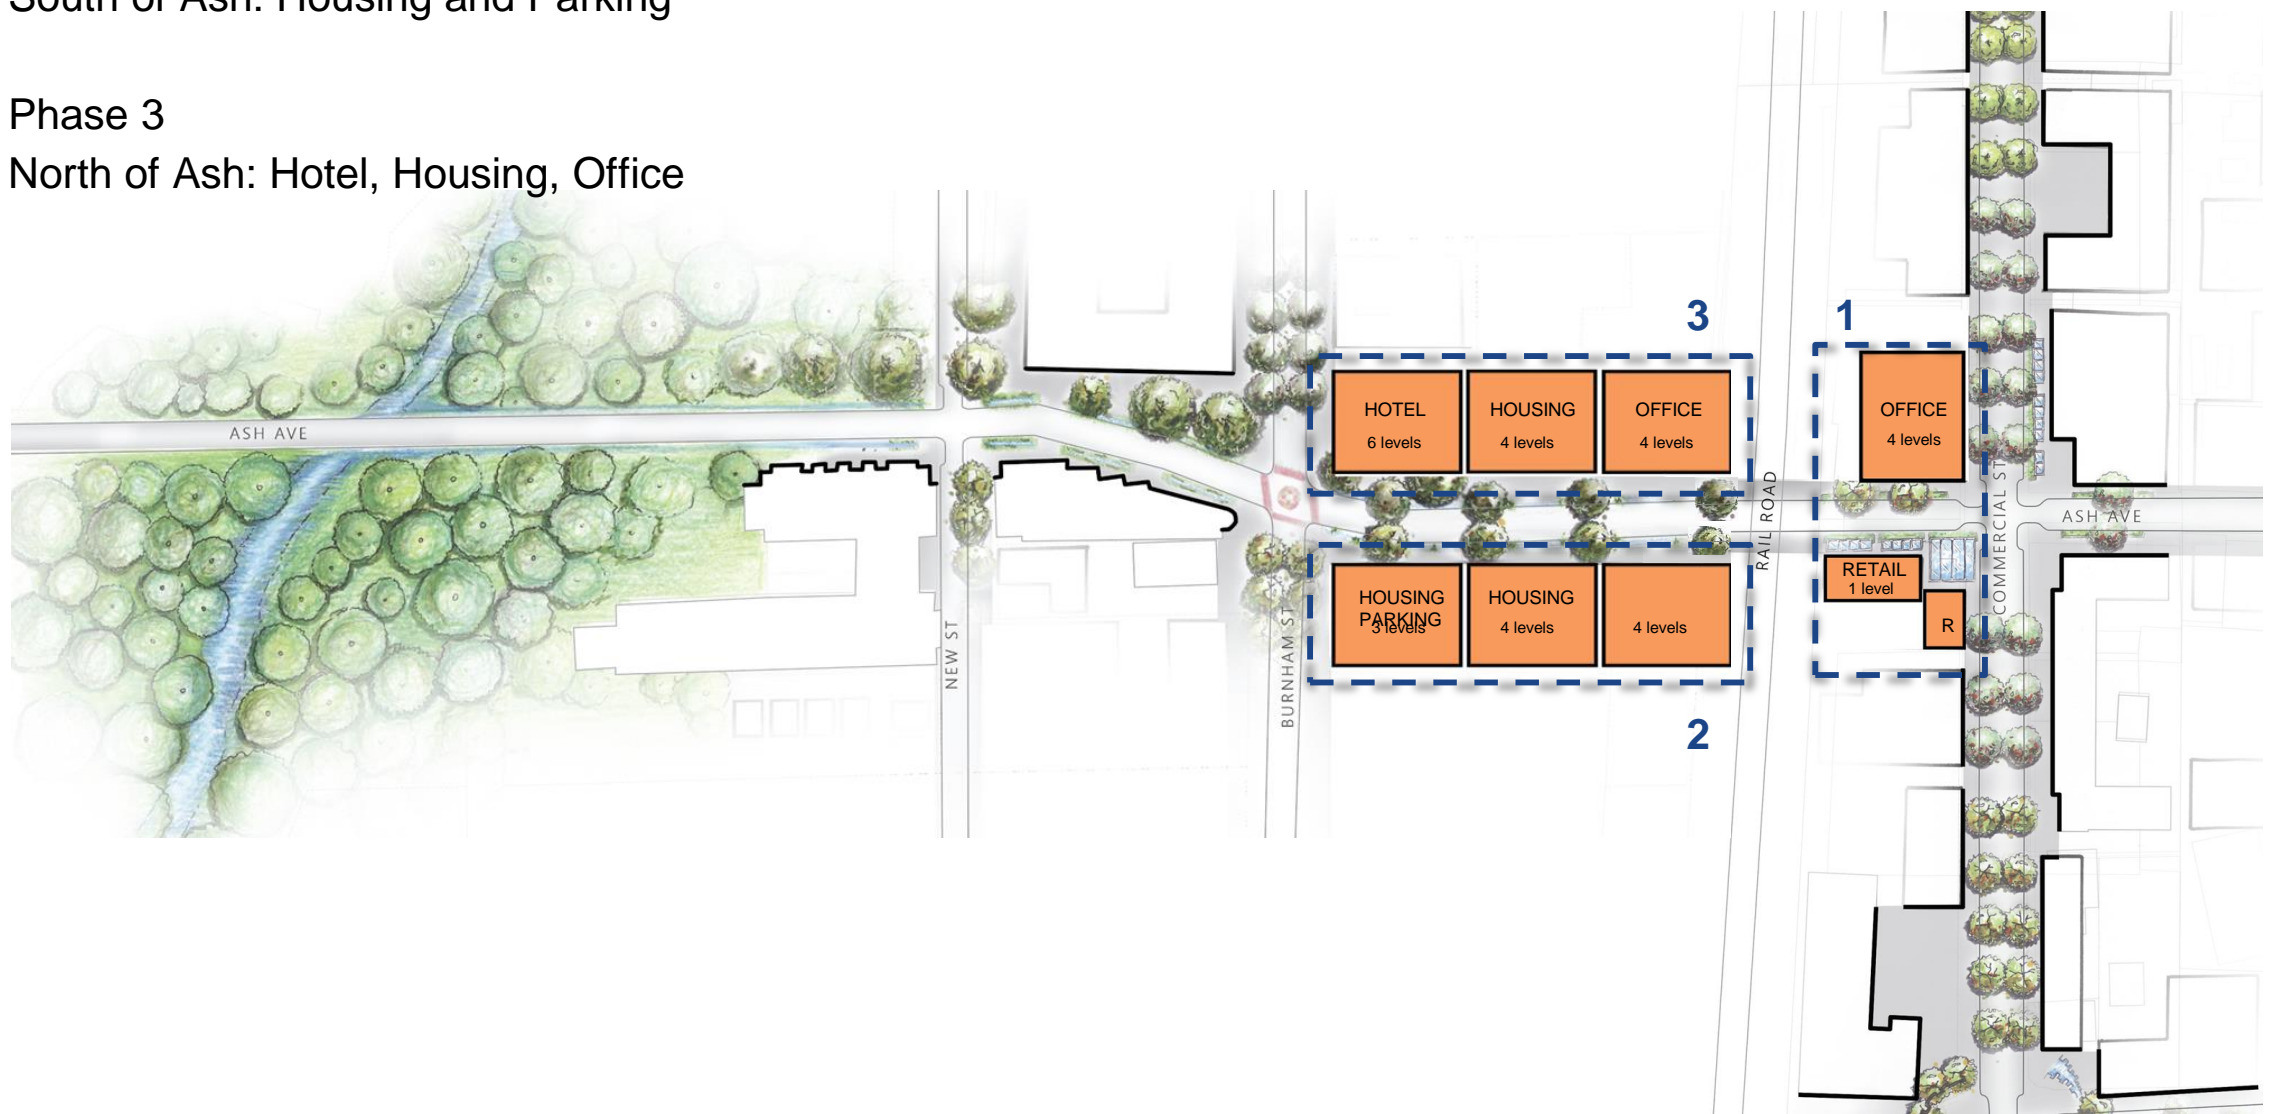 South of Ash: Housing and Parking
Phase 3
North of Ash: Hotel, Housing, Office
3
1
HOTEL
6 levels
HOUSING
4 levels
OFFICE
4 levels
OFFICE
4 levels
ASH AVE
RAIL ROAD
COMMERCIAL ST
ASH AVE
RETAIL
1 level
R
HOUSING
PARKING
3 levels
HOUSING
4 levels
4 levels
NEW ST
BURNHAM ST
2